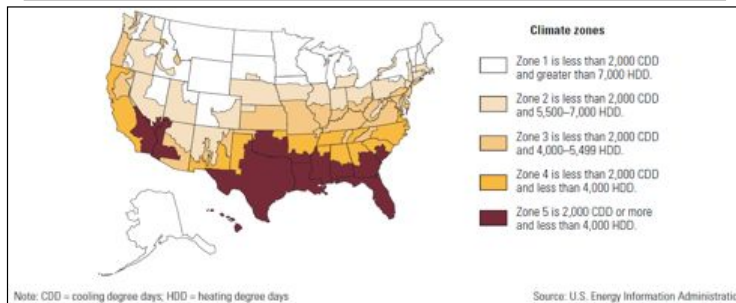 Climate zones
Zone 1 is less than 2,000 CDD
and greater than 7,000 HDD.
Zone 2 is less than 2,000 CDD
and 5,500–7,000 HDD.
Zone 3 is less than 2,000 CDD
and 4,000–5,499 HDD.
Zone 4 is less than 2,000 CDD
and less than 4,000 HDD.
Zone 5 is 2,000 CDD or more
and less than 4,000 HDD.
Note: CDD = cooling degree days; HDD = heating degree days
Source: U.S. Energy Information Administratio